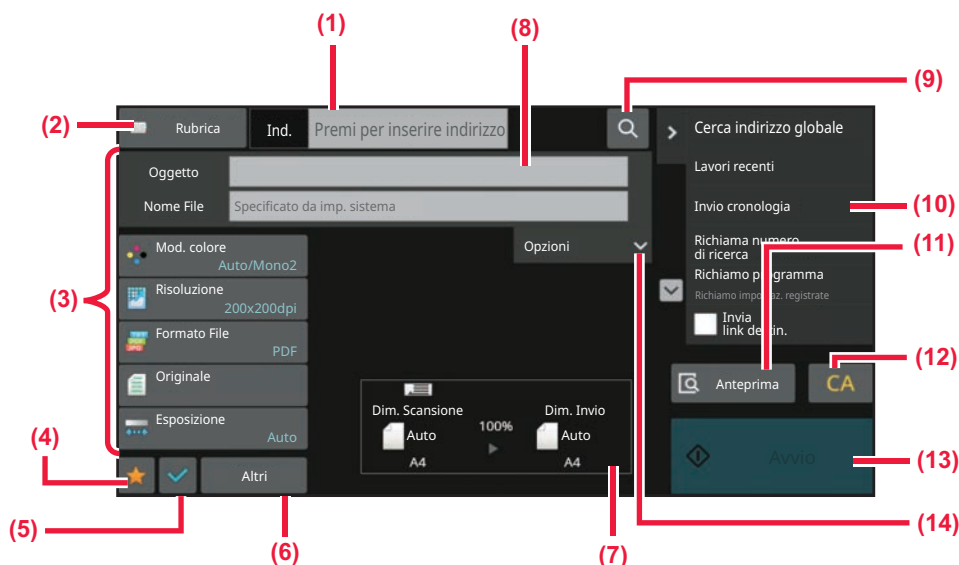 (1)
(8)
(9)
(2)
Rubrica
Ind.
Premi per inserire indirizzo
Cerca indirizzo globale
Oggetto
Lavori recenti
Nome File
Specificato da imp. sistema
Invio cronologia
(10)
Opzioni
Richiama numero
di ricerca
(11)
Mod. colore
Auto/Mono2
Richiamo programma
Richiamo impostaz. registrate
(3)
Risoluzione
200x200dpi
Invia
link destin.
Formato File
PDF
(12)
Originale
Anteprima
CA
Esposizione
Auto
Dim. Scansione
Auto
A4
100%
Dim. Invio
Auto
A4
(4)
Avvio
(13)
Altri
(5)
(6)
(7)
(14)